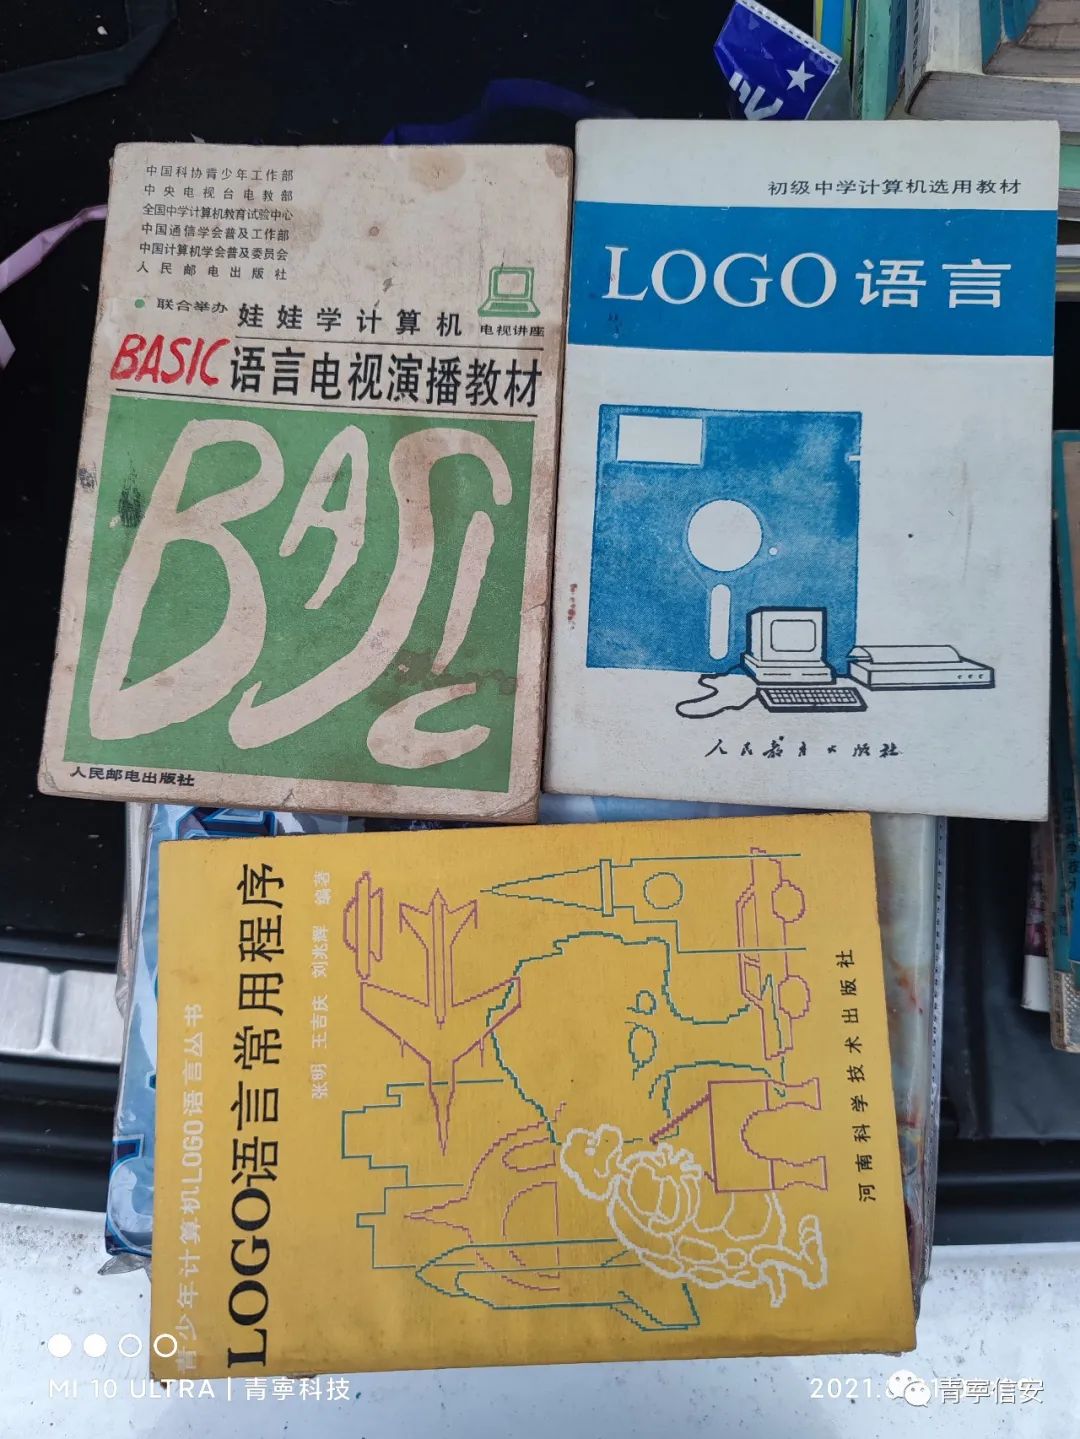 中国科协青少年工作部
中央电视台电教部
全国中学计算机教育试验中心
中国通信学会普及工作部
中国计算机学会普及委员会
人民邮电出版社
联合举办
娃娃学计算机
电视讲座
BASIC语言电视演播教材
BASIC
人民邮电出版社
初级中学计算机选用教材
LOGO语言
人民教育出版社
青少年计算机LOGO语言丛书
LOGO语言常用程序
张明 王吉庆 刘兆辉 编著
河南科学技术出版社
MI 10 ULTRA | 青寧科技
2021.
青寧信安